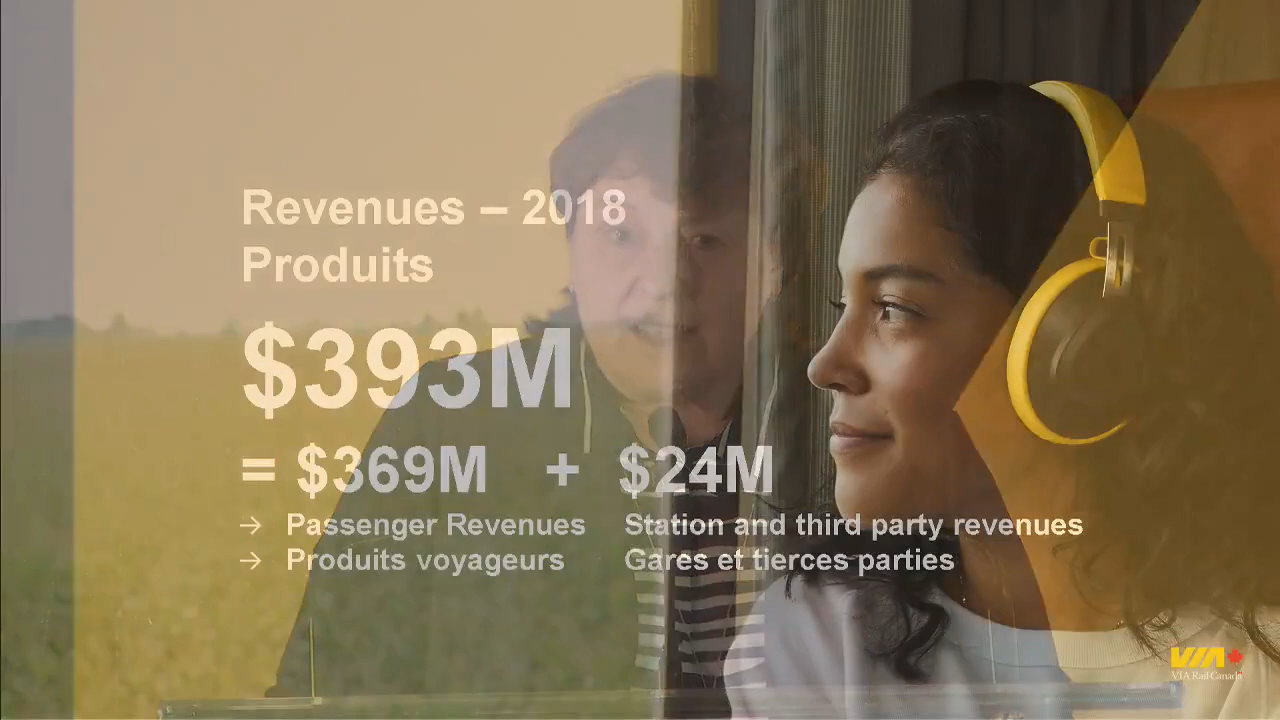 Revenues – 2018
Produits
$393M
= $369M + $24M
→ Passenger Revenues Station and third party revenues
→ Produits voyageurs Gares et tierces parties
VIA
VIA Rail Canada